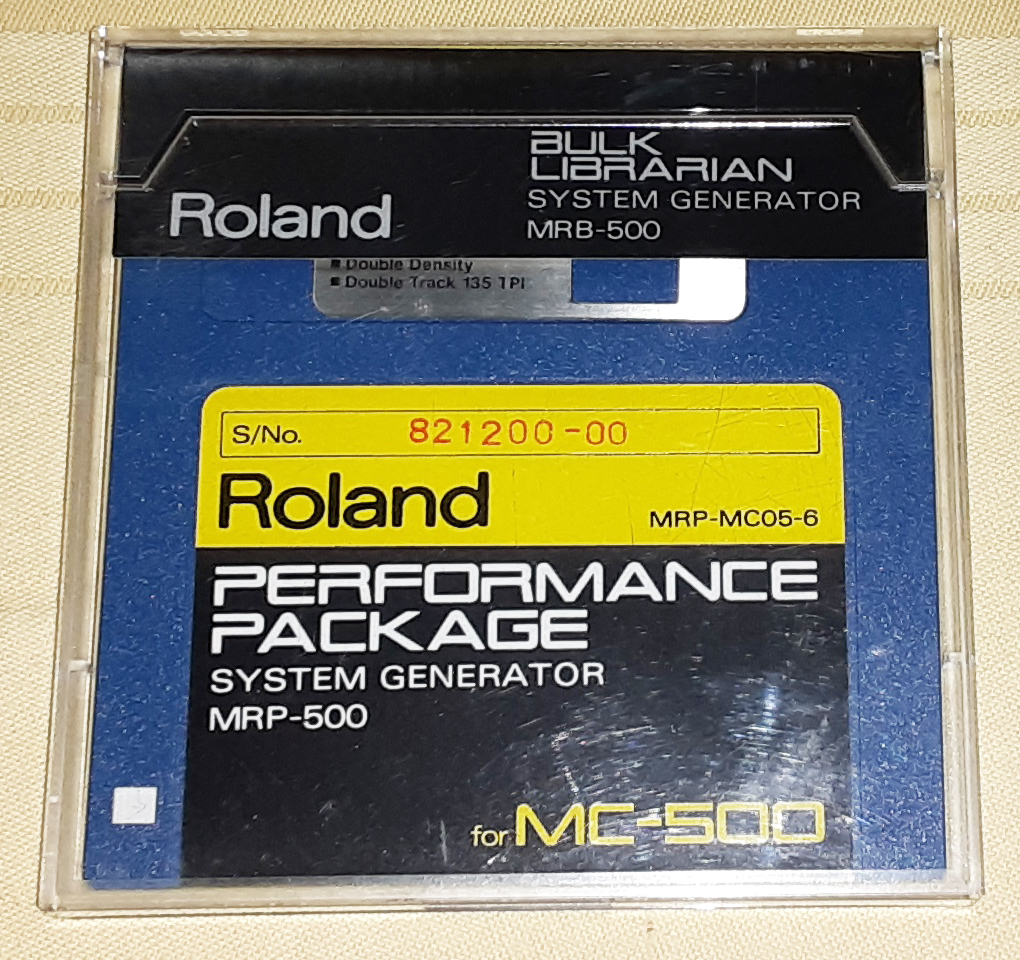 BULK
LIBRARIAN
SYSTEM GENERATOR
Roland
MRB-500
■ Double Density
■ Double Track 135 TPI
S/No. 821200-00
Roland
MRP-MC05-6
PERFORMANCE
PACKAGE
SYSTEM GENERATOR
MRP-500
for MC-500